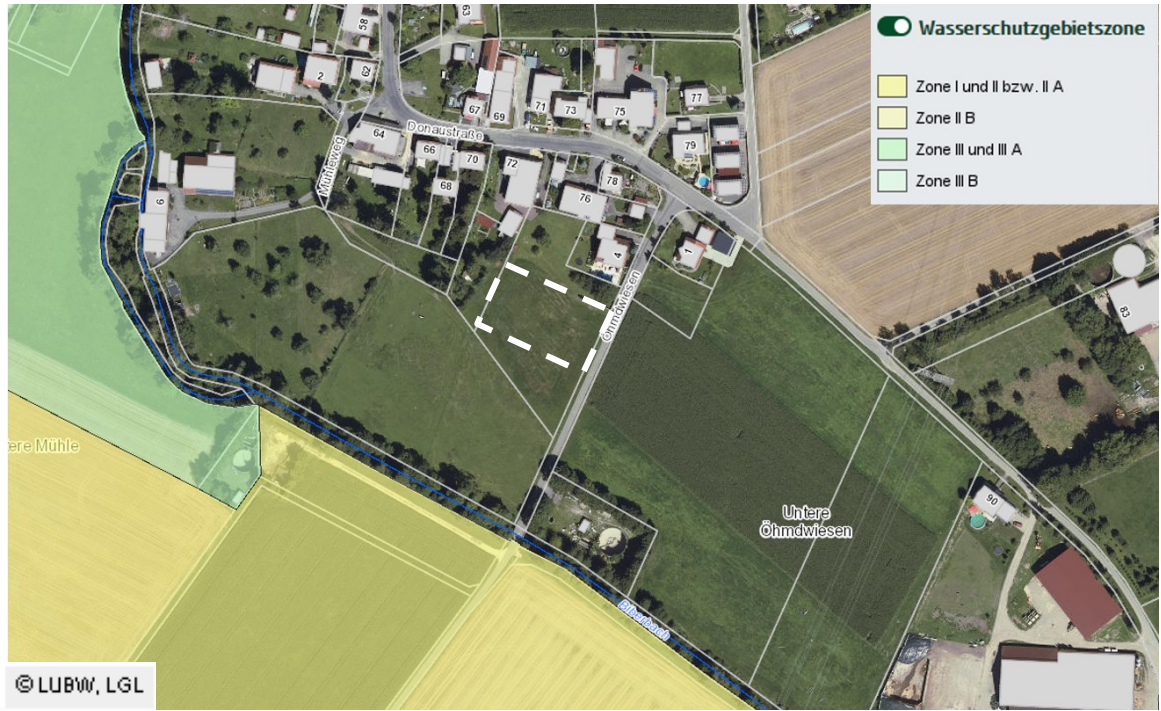 Wasserschutzgebietszone
Zone I und II bzw. II A
Zone II B
Zone III und III A
Zone III B
58
63
2
62
67
69
71
73
75
77
Donaustraße
64
66
70
72
68
79
78
76
Mühleweg
6
4
1
Öhmdwiesen
83
tere Mühle
Untere
Öhmdwiesen
90
Biberbach
© LUBW, LGL